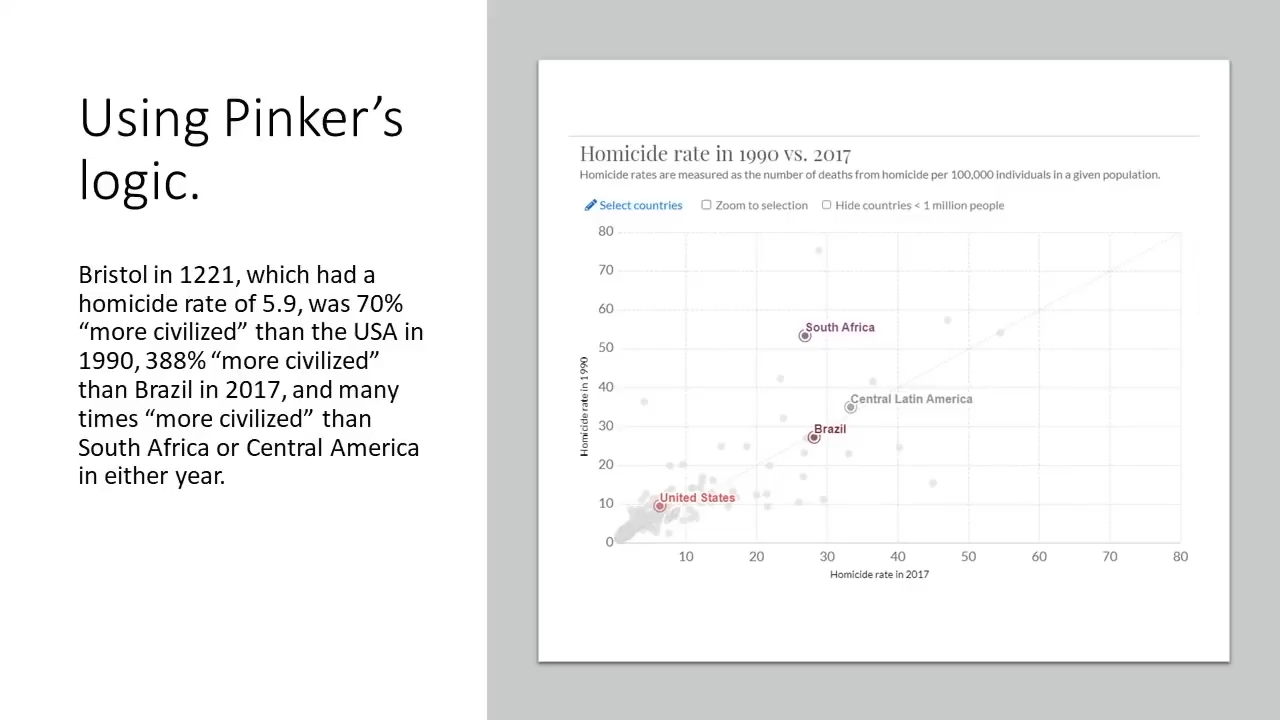 Using Pinker’s
logic.
Bristol in 1221, which had a
homicide rate of 5.9, was 70%
“more civilized” than the USA in
1990, 388% “more civilized”
than Brazil in 2017, and many
times “more civilized” than
South Africa or Central America
in either year.
Homicide rate in 1990 vs. 2017
Homicide rates are measured as the number of deaths from homicide per 100,000 individuals in a given population.
Select countries Zoom to selection Hide countries < 1 million people
80
70
60
50
40
30
20
10
0
Homicide rate in 1990
South Africa
Central Latin America
Brazil
United States
10 20 30 40 50 60 70 80
Homicide rate in 2017